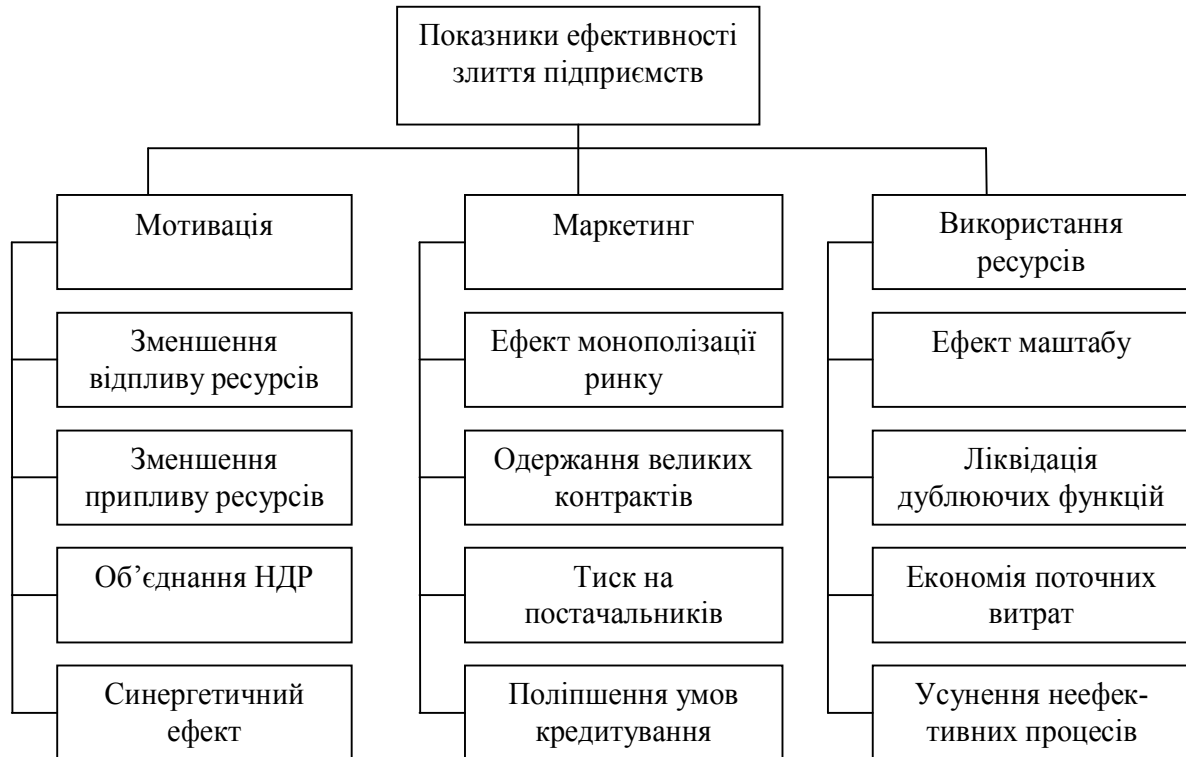 Показники ефективності
злиття підприємств
Мотивація
Зменшення
відпливу ресурсів
Зменшення
припливу ресурсів
Об’єднання НДР
Синергетичний
ефект
Маркетинг
Ефект монополізації
ринку
Одержання великих
контрактів
Тиск на
постачальників
Поліпшення умов
кредитування
Використання
ресурсів
Ефект маштабу
Ліквідація
дублюючих функцій
Економія поточних
витрат
Усунення неефек-
тивних процесів